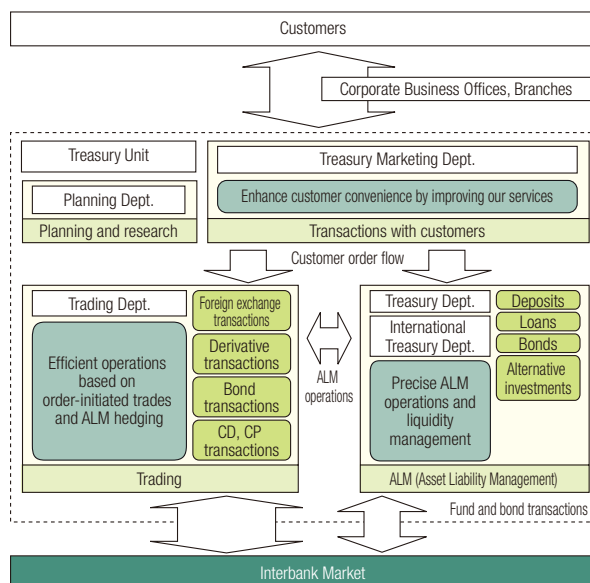 Customers
Corporate Business Offices, Branches
Treasury Unit
Planning Dept.
Planning and research
Treasury Marketing Dept.
Enhance customer convenience by improving our services
Transactions with customers
Customer order flow
Trading Dept.
Efficient operations
based on
order-initiated trades
and ALM hedging
Foreign exchange
transactions
Derivative
transactions
Bond
transactions
CD, CP
transactions
Trading
ALM
operations
Treasury Dept.
International
Treasury Dept.
Precise ALM
operations and
liquidity
management
Deposits
Loans
Bonds
Alternative
investments
ALM (Asset Liability Management)
Fund and bond transactions
Interbank Market